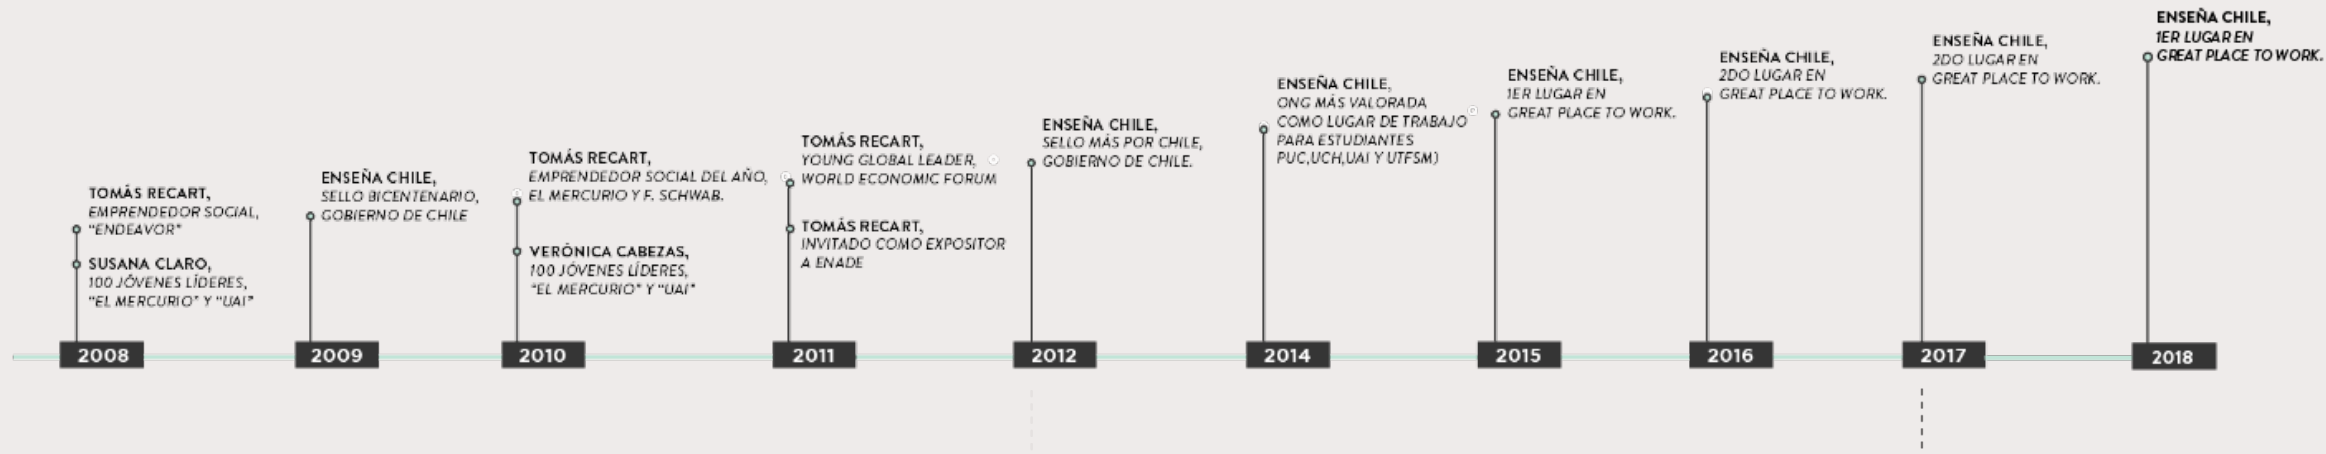 TOMÁS RECART,
EMPRENDEDOR SOCIAL,
"ENDEAVOR"
SUSANA CLARO,
100 JÓVENES LÍDERES,
"EL MERCURIO" Y "UAI"
2008
ENSEÑA CHILE,
SELLO BICENTENARIO,
GOBIERNO DE CHILE
2009
TOMÁS RECART,
EMPRENDEDOR SOCIAL DEL AÑO,
EL MERCURIO Y F. SCHWAB.
VERÓNICA CABEZAS,
100 JÓVENES LÍDERES,
"EL MERCURIO" Y "UAI"
2010
TOMÁS RECART,
YOUNG GLOBAL LEADER,
WORLD ECONOMIC FORUM
TOMÁS RECART,
INVITADO COMO EXPOSITOR
A ENADE
2011
ENSEÑA CHILE,
SELLO MÁS POR CHILE,
GOBIERNO DE CHILE.
2012
ENSEÑA CHILE,
ONG MÁS VALORADA
COMO LUGAR DE TRABAJO
PARA ESTUDIANTES
PUC,UCH,UAI Y UTFSM)
2014
ENSEÑA CHILE,
1ER LUGAR EN
GREAT PLACE TO WORK.
2015
ENSEÑA CHILE,
2DO LUGAR EN
GREAT PLACE TO WORK.
2016
ENSEÑA CHILE,
2DO LUGAR EN
GREAT PLACE TO WORK.
2017
ENSEÑA CHILE,
1ER LUGAR EN
GREAT PLACE TO WORK.
2018